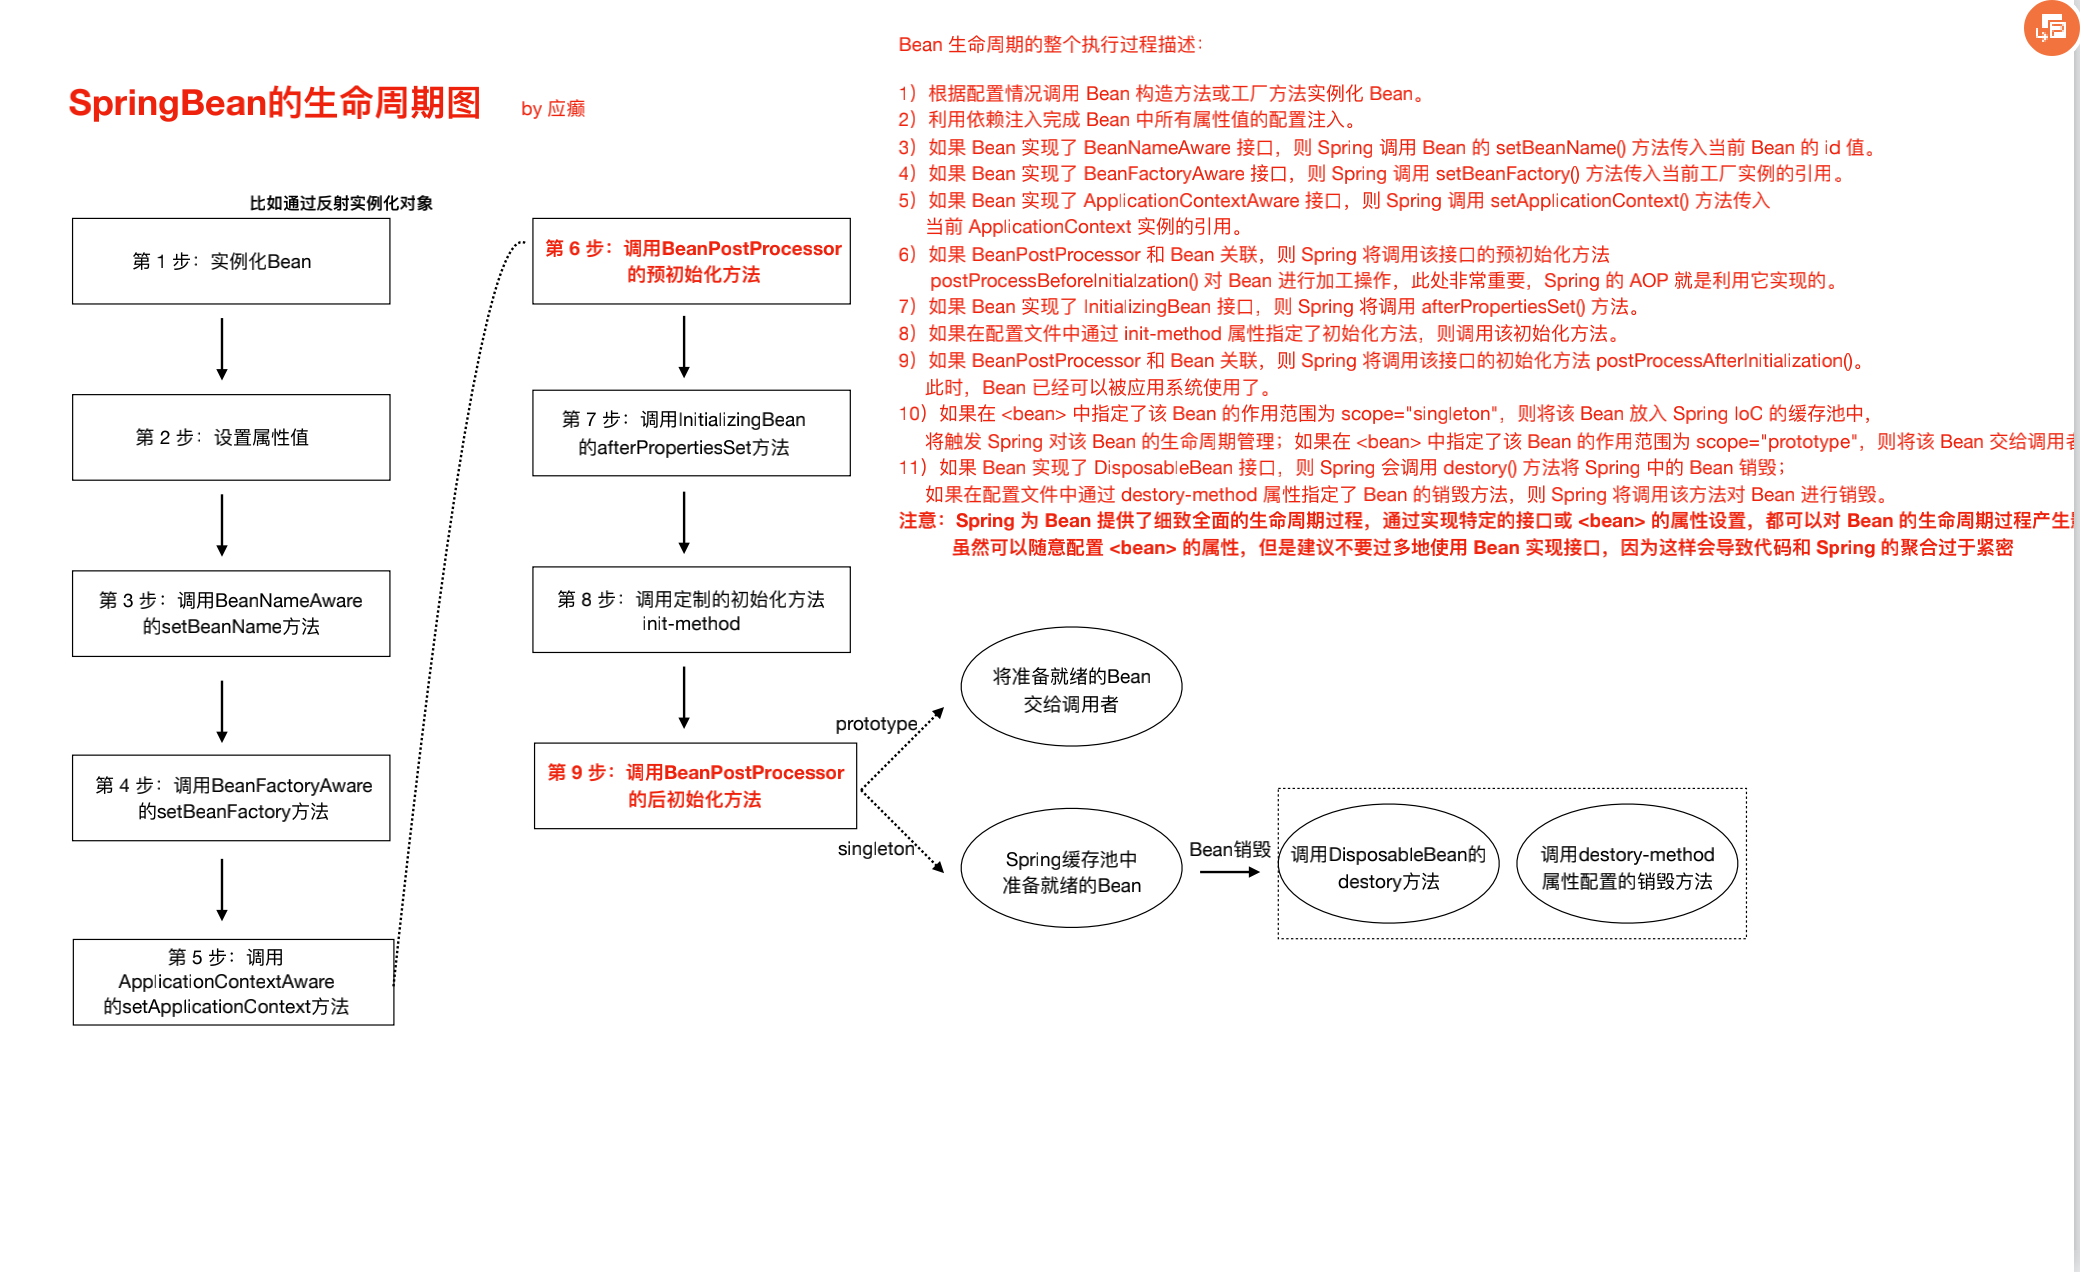 SpringBean的生命周期图 by 应癫
比如通过反射实例化对象
第 1 步：实例化Bean
第 2 步：设置属性值
第 3 步：调用BeanNameAware
的setBeanName方法
第 4 步：调用BeanFactoryAware
的setBeanFactory方法
第 5 步：调用
ApplicationContextAware
的setApplicationContext方法
第 6 步：调用BeanPostProcessor
的预初始化方法
第 7 步：调用InitializingBean
的afterPropertiesSet方法
第 8 步：调用定制的初始化方法
init-method
第 9 步：调用BeanPostProcessor
的后初始化方法
prototype
singleton
将准备就绪的Bean
交给调用者
Spring缓存池中
准备就绪的Bean
Bean销毁
调用DisposableBean的
destory方法
调用destory-method
属性配置的销毁方法
Bean 生命周期的整个执行过程描述：
1）根据配置情况调用 Bean 构造方法或工厂方法实例化 Bean。
2）利用依赖注入完成 Bean 中所有属性值的配置注入。
3）如果 Bean 实现了 BeanNameAware 接口，则 Spring 调用 Bean 的 setBeanName() 方法传入当前 Bean 的 id 值。
4）如果 Bean 实现了 BeanFactoryAware 接口，则 Spring 调用 setBeanFactory() 方法传入当前工厂实例的引用。
5）如果 Bean 实现了 ApplicationContextAware 接口，则 Spring 调用 setApplicationContext() 方法传入
当前 ApplicationContext 实例的引用。
6）如果 BeanPostProcessor 和 Bean 关联，则 Spring 将调用该接口的预初始化方法
postProcessBeforeInitialzation() 对 Bean 进行加工操作，此处非常重要，Spring 的 AOP 就是利用它实现的。
7）如果 Bean 实现了 InitializingBean 接口，则 Spring 将调用 afterPropertiesSet() 方法。
8）如果在配置文件中通过 init-method 属性指定了初始化方法，则调用该初始化方法。
9）如果 BeanPostProcessor 和 Bean 关联，则 Spring 将调用该接口的初始化方法 postProcessAfterInitialization()。
此时，Bean 已经可以被应用系统使用了。
10）如果在 <bean> 中指定了该 Bean 的作用范围为 scope="singleton"，则将该 Bean 放入 Spring IoC 的缓存池中，
将触发 Spring 对该 Bean 的生命周期管理；如果在 <bean> 中指定了该 Bean 的作用范围为 scope="prototype"，则将该 Bean 交给调用
11）如果 Bean 实现了 DisposableBean 接口，则 Spring 会调用 destory() 方法将 Spring 中的 Bean 销毁；
如果在配置文件中通过 destory-method 属性指定了 Bean 的销毁方法，则 Spring 将调用该方法对 Bean 进行销毁。
注意：Spring 为 Bean 提供了细致全面的生命周期过程，通过实现特定的接口或 <bean> 的属性设置，都可以对 Bean 的生命周期过程产生
虽然可以随意配置 <bean> 的属性，但是建议不要过多地使用 Bean 实现接口，因为这样会导致代码和 Spring 的聚合过于紧密